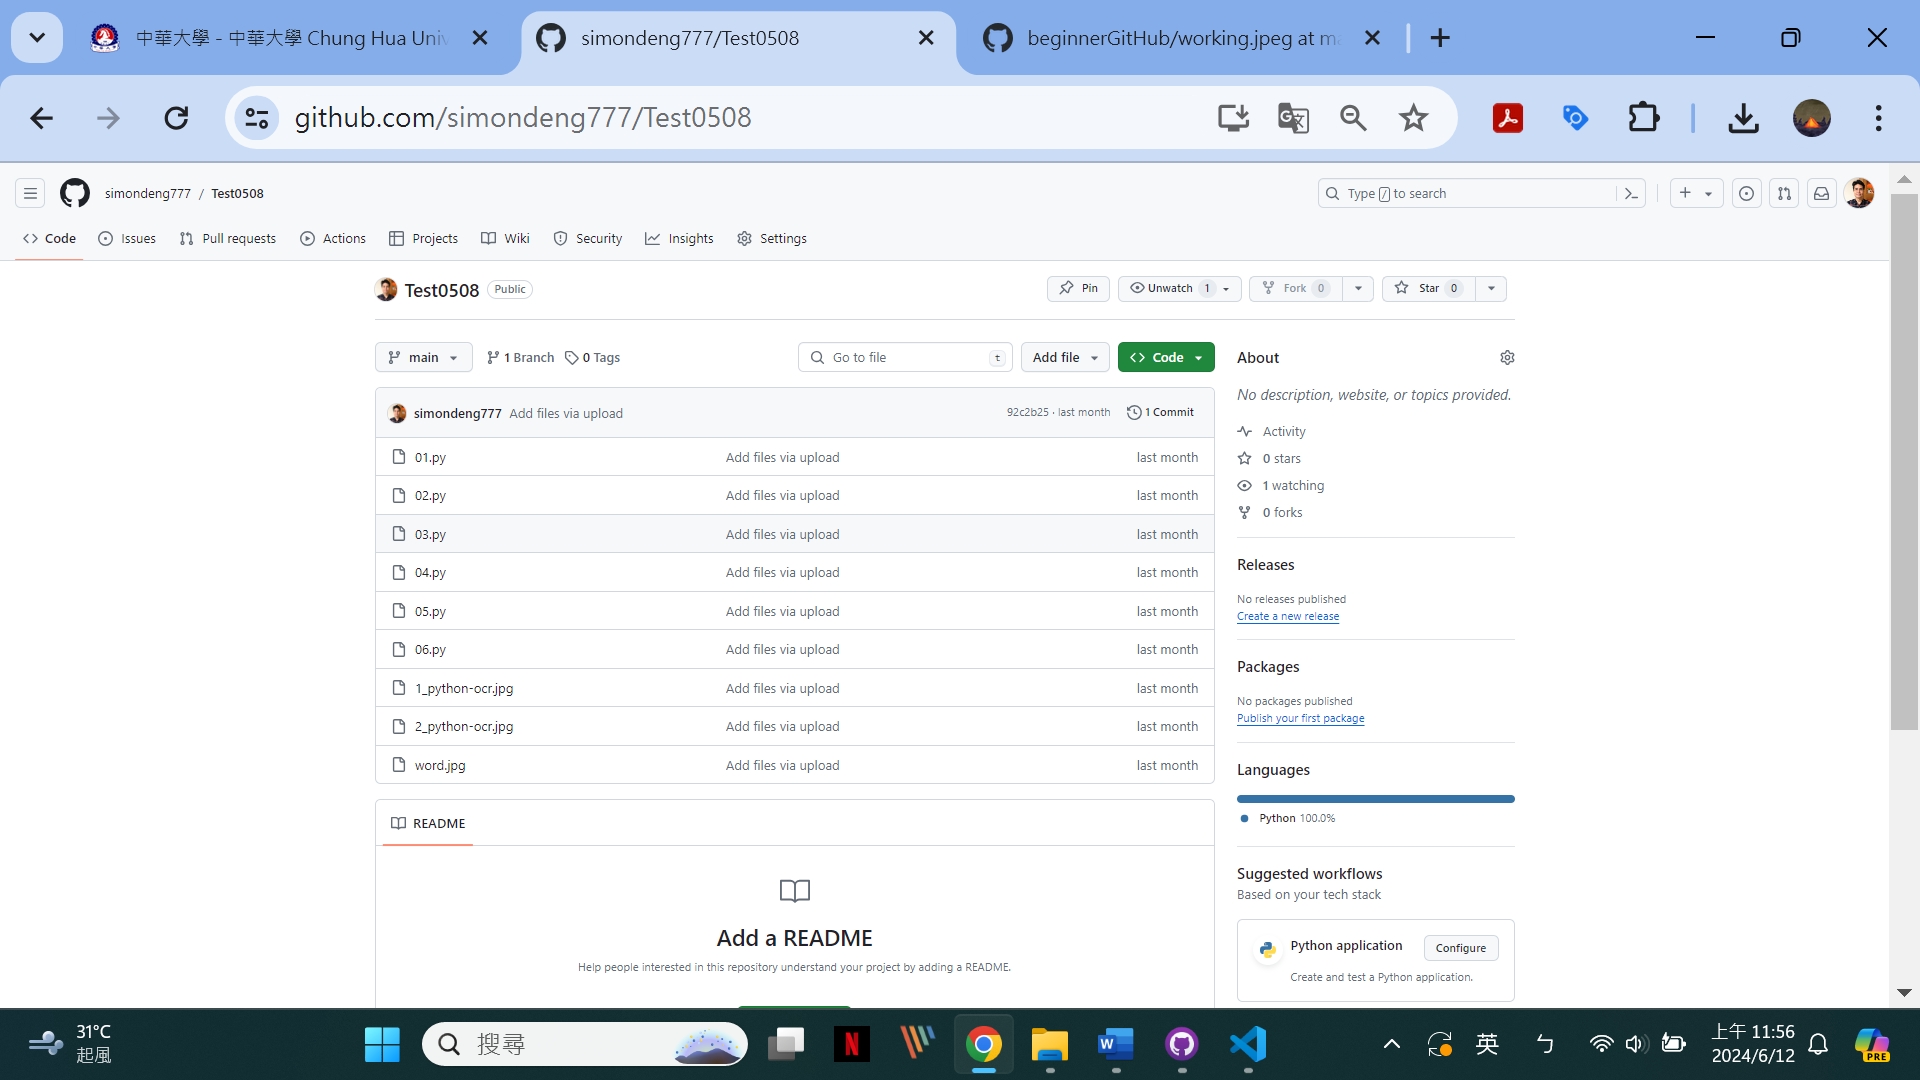 中華大學 - 中華大學 Chung Hua Univ
simondeng777/Test0508
beginnerGitHub/working.jpeg at ma
github.com/simondeng777/Test0508
simondeng777 / Test0508
Type / to search
Code Issues Pull requests Actions Projects Wiki Security Insights Settings
Test0508 Public
Pin Unwatch 1 Fork 0 Star 0
main 1 Branch 0 Tags Go to file t Add file Code
simondeng777 Add files via upload 92c2b25 · last month 1 Commit
01.py Add files via upload last month
02.py Add files via upload last month
03.py Add files via upload last month
04.py Add files via upload last month
05.py Add files via upload last month
06.py Add files via upload last month
1_python-ocr.jpg Add files via upload last month
2_python-ocr.jpg Add files via upload last month
word.jpg Add files via upload last month
README
Add a README
Help people interested in this repository understand your project by adding a README.
About
No description, website, or topics provided.
Activity
0 stars
1 watching
0 forks
Releases
No releases published
Create a new release
Packages
No packages published
Publish your first package
Languages
Python 100.0%
Suggested workflows
Based on your tech stack
Python application Configure
Create and test a Python application.
31°C
起風
搜尋
N
W
英
ㄅ
上午 11:56
2024/6/12
PRE